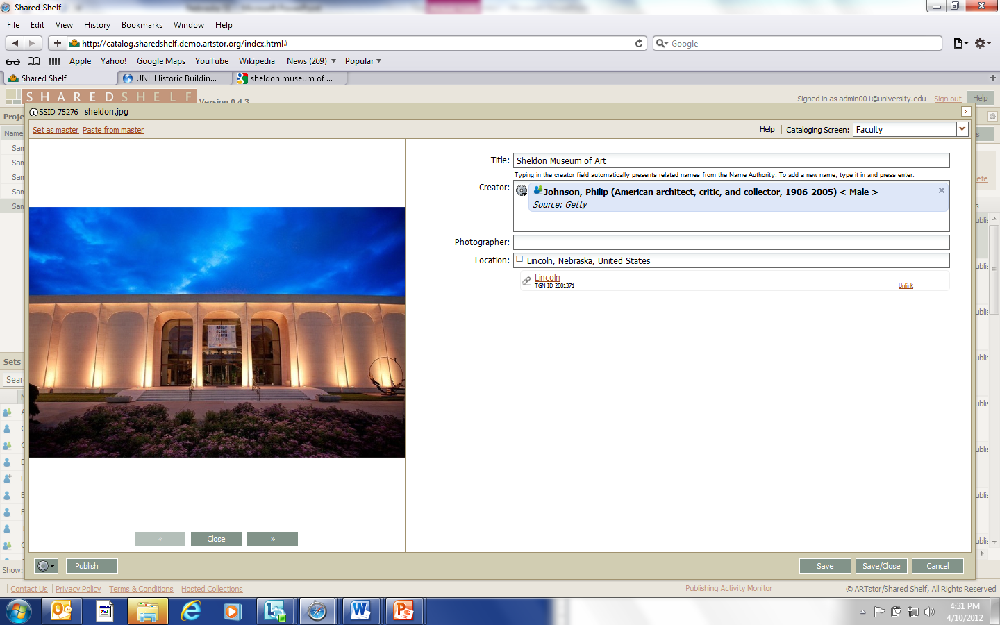 Shared Shelf
File Edit View History Bookmarks Window Help
http://catalog.sharedshelf.demo.artstor.org/index.html#
Google
Apple Yahoo! Google Maps YouTube Wikipedia News (269) Popular
Shared Shelf
UNL Historic Buildin...
sheldon museum of ...
SHAREDSHELF Version 0.4.3
Signed in as admin001@university.edu Sign out Help
Proje
SSID 75276 sheldon.jpg
Set as master Paste from master
Help Cataloging Screen: Faculty
Name
Sam
Sam
Sam
Sam
Sam
Title: Sheldon Museum of Art
Typing in the creator field automatically presents related names from the Name Authority. To add a new name, type it in and press enter.
Creator: Johnson, Philip (American architect, critic, and collector, 1906-2005) < Male >
Source: Getty
Photographer:
Location: Lincoln, Nebraska, United States
Lincoln
TGN ID 2001371
Unlink
Sets
Sear
« Close »
Publish
Save Save/Close Cancel
Show:
Contact Us Privacy Policy Terms & Conditions Hosted Collections
Publishing Activity Monitor
© ARTstor/Shared Shelf, All Rights Reserved
4:31 PM
4/10/2012